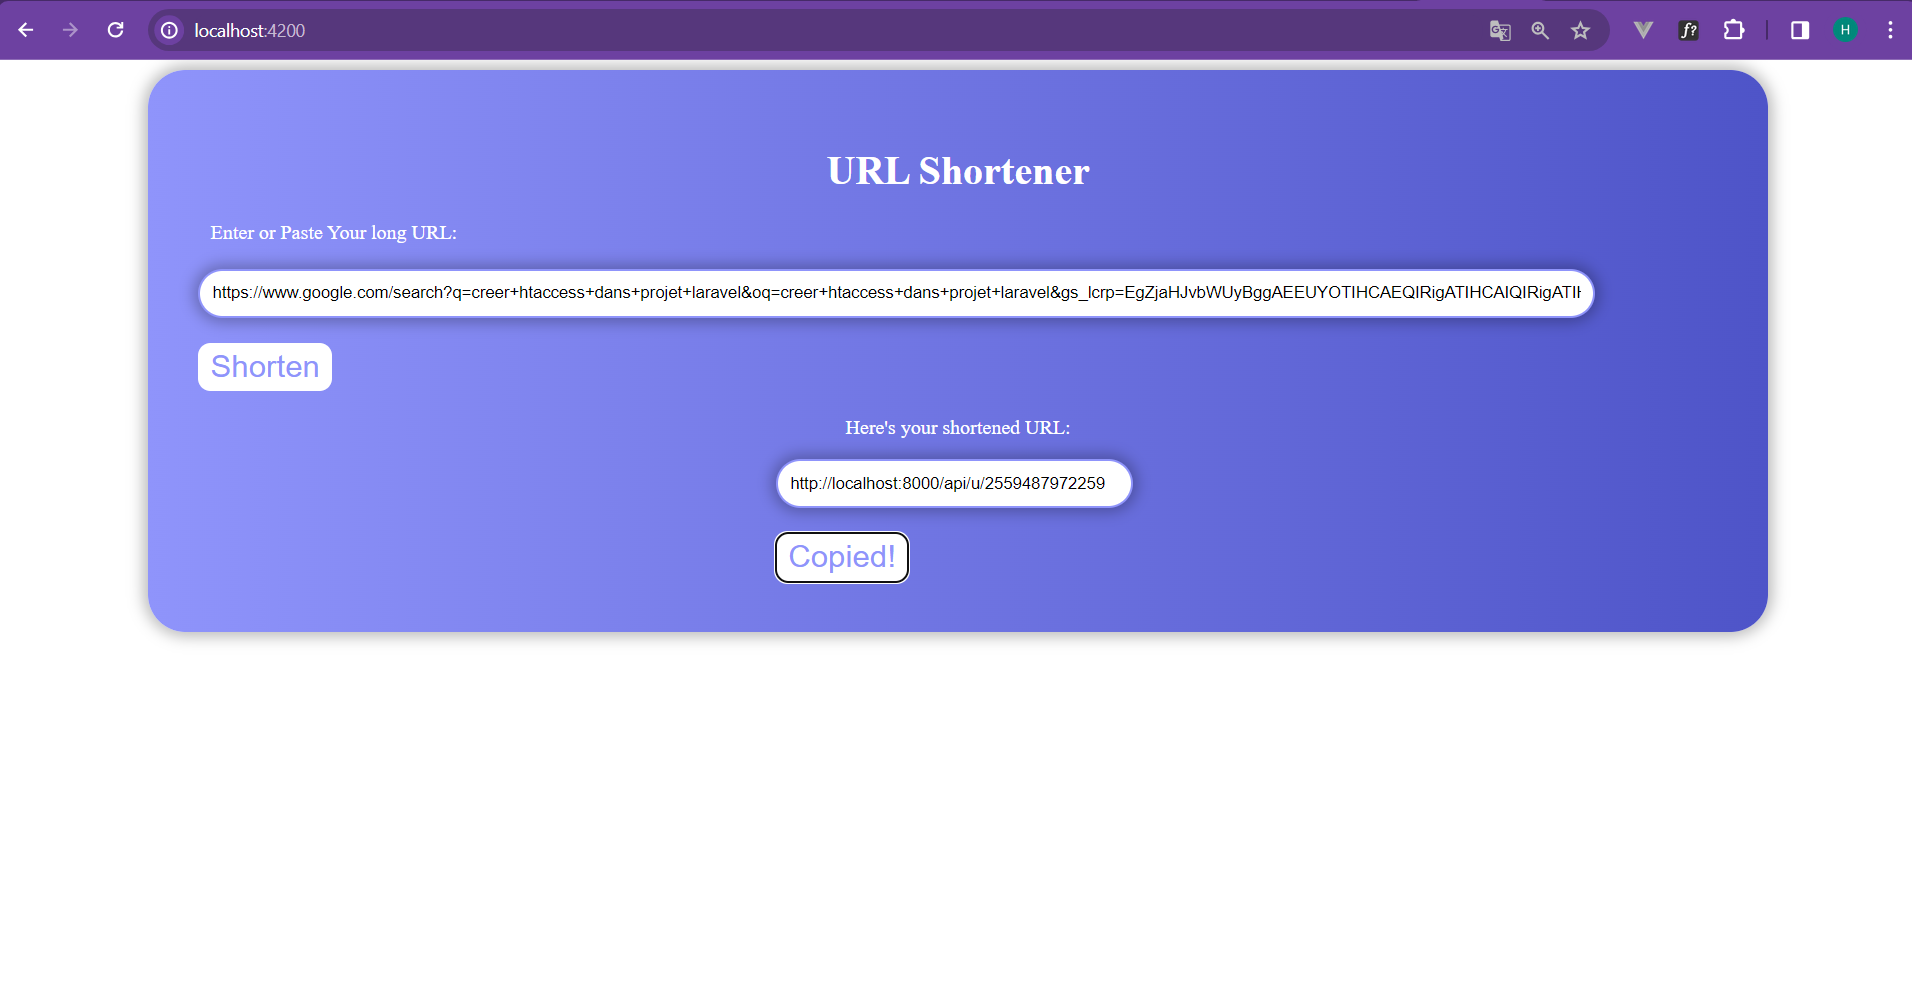 localhost:4200
H
URL Shortener
Enter or Paste Your long URL:
https://www.google.com/search?q=creer+htaccess+dans+projet+laravel&oq=creer+htaccess+dans+projet+laravel&gs_lcrp=EgZjaHJvbWUyBggAEEUYOTIHCAEQIRigATIHCAIQIRigATI
Shorten
Here's your shortened URL:
http://localhost:8000/api/u/2559487972259
Copied!